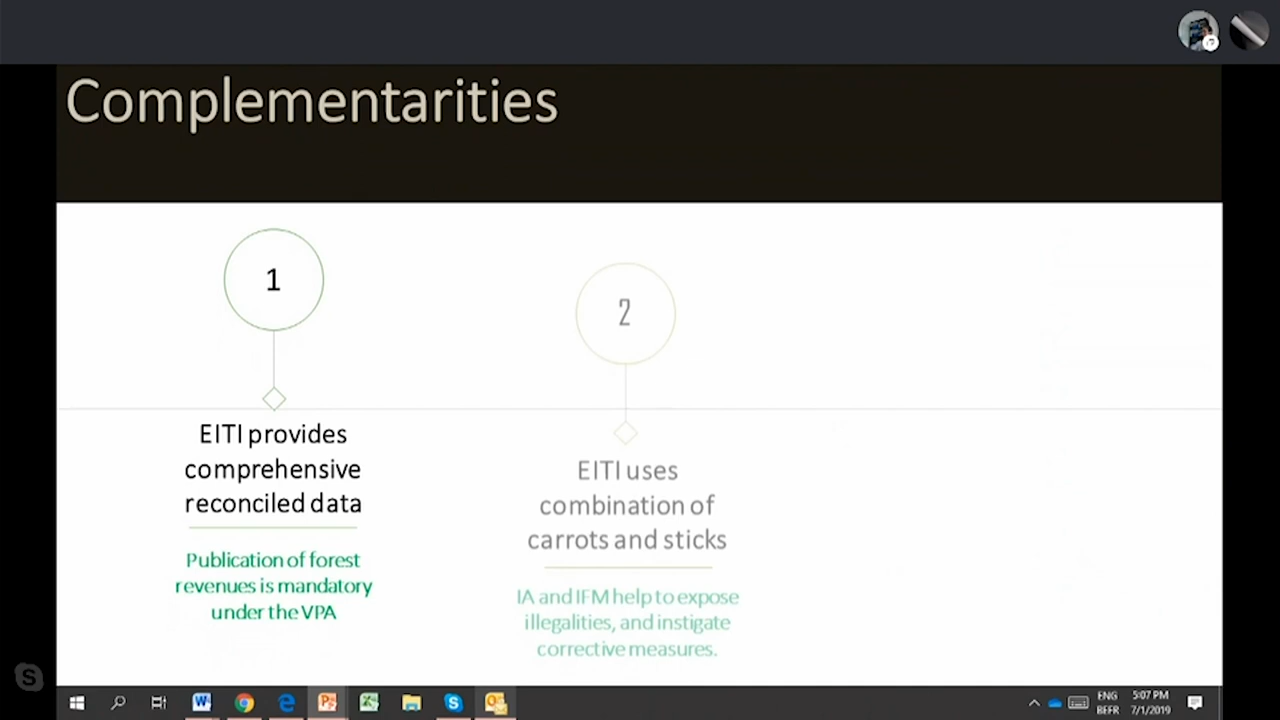 Complementarities
1
EITI provides
comprehensive
reconciled data
Publication of forest
revenues is mandatory
under the VPA
2
EITI uses
combination of
carrots and sticks
IA and IFM help to expose
illegalities, and instigate
corrective measures.
ENG
BEFR
5:07 PM
7/1/2019